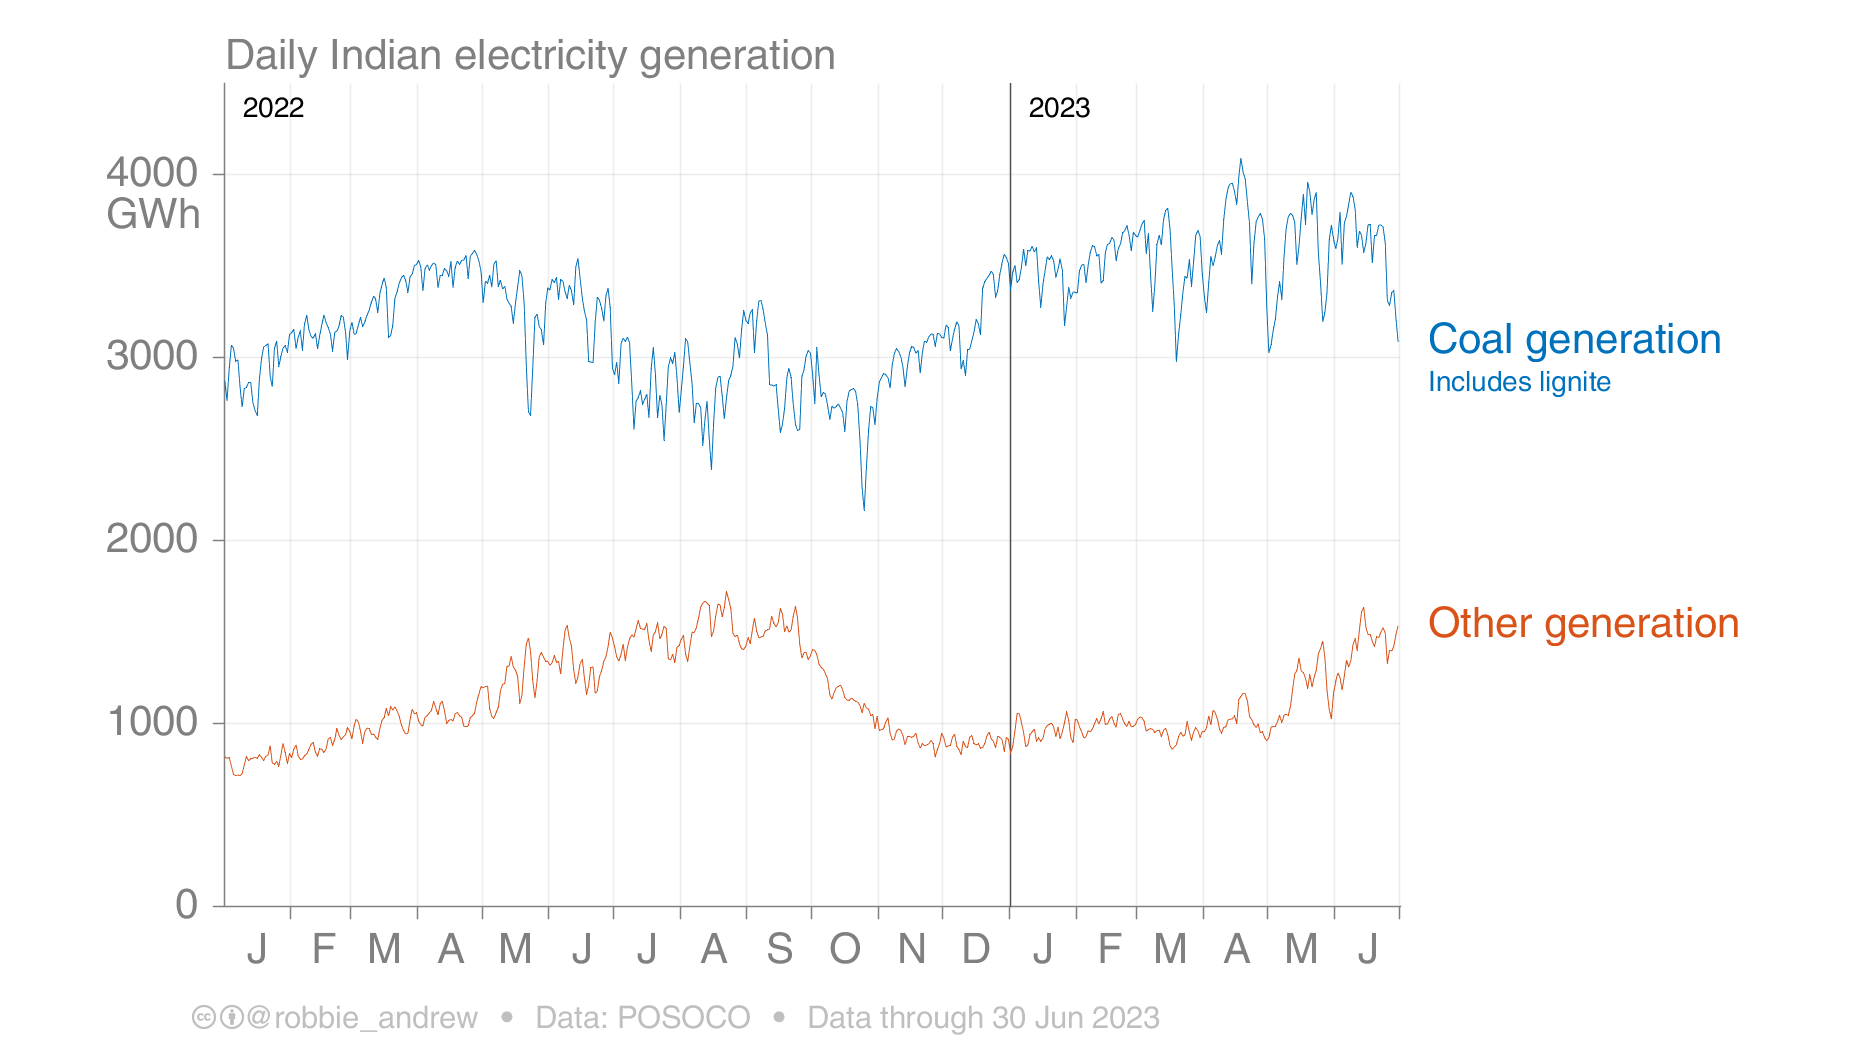 Daily Indian electricity generation
2022
2023
4000
GWh
3000
2000
1000
0
Coal generation
Includes lignite
Other generation
J F M A M J J A S O N D J F M A M J
cc @robbie_andrew • Data: POSOCO • Data through 30 Jun 2023